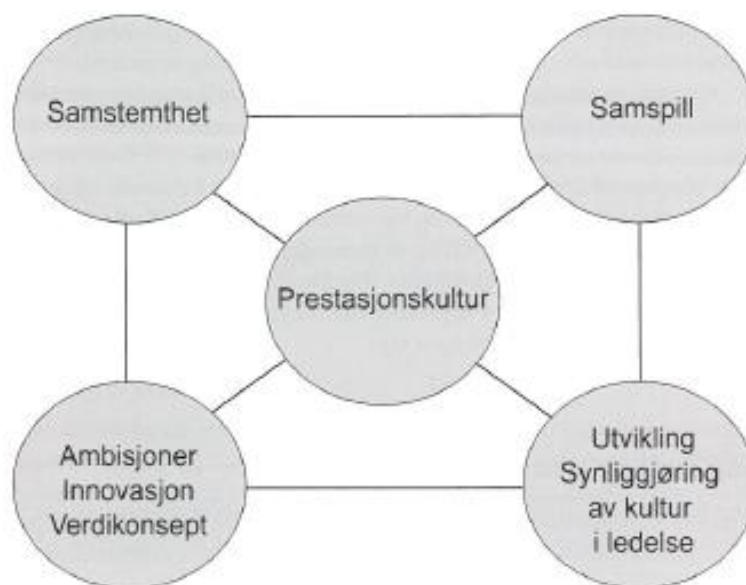 Samstemthet
Samspill
Prestasjonskultur
Ambisjoner
Innovasjon
Verdikonsept
Utvikling
Synliggjøring
av kultur
i ledelse